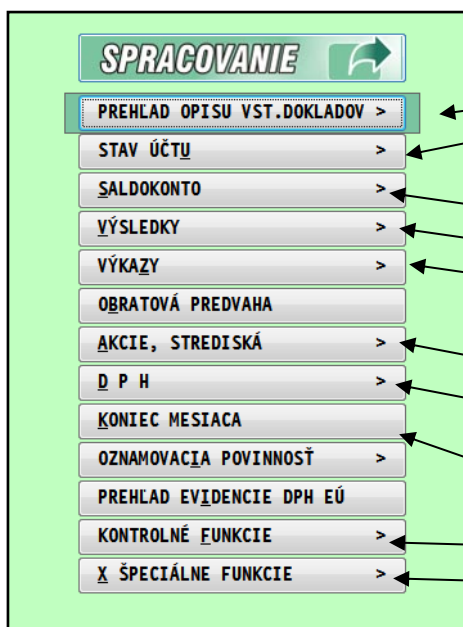 SPRACOVANIE
PREHĽAD OPISU VST.DOKLADOV >
STAV ÚČTU >
SALDOKONTO >
VÝSLEDKY >
VÝKAZY >
OBRATOVÁ PREDVAHA
AKCIE, STREDISKÁ >
D P H >
KONIEC MESIACA
OZNAMOVACIA POVINNOSŤ >
PREHĽAD EVIDENCIE DPH EÚ
KONTROLNÉ FUNKCIE >
X ŠPECIÁLNE FUNKCIE >